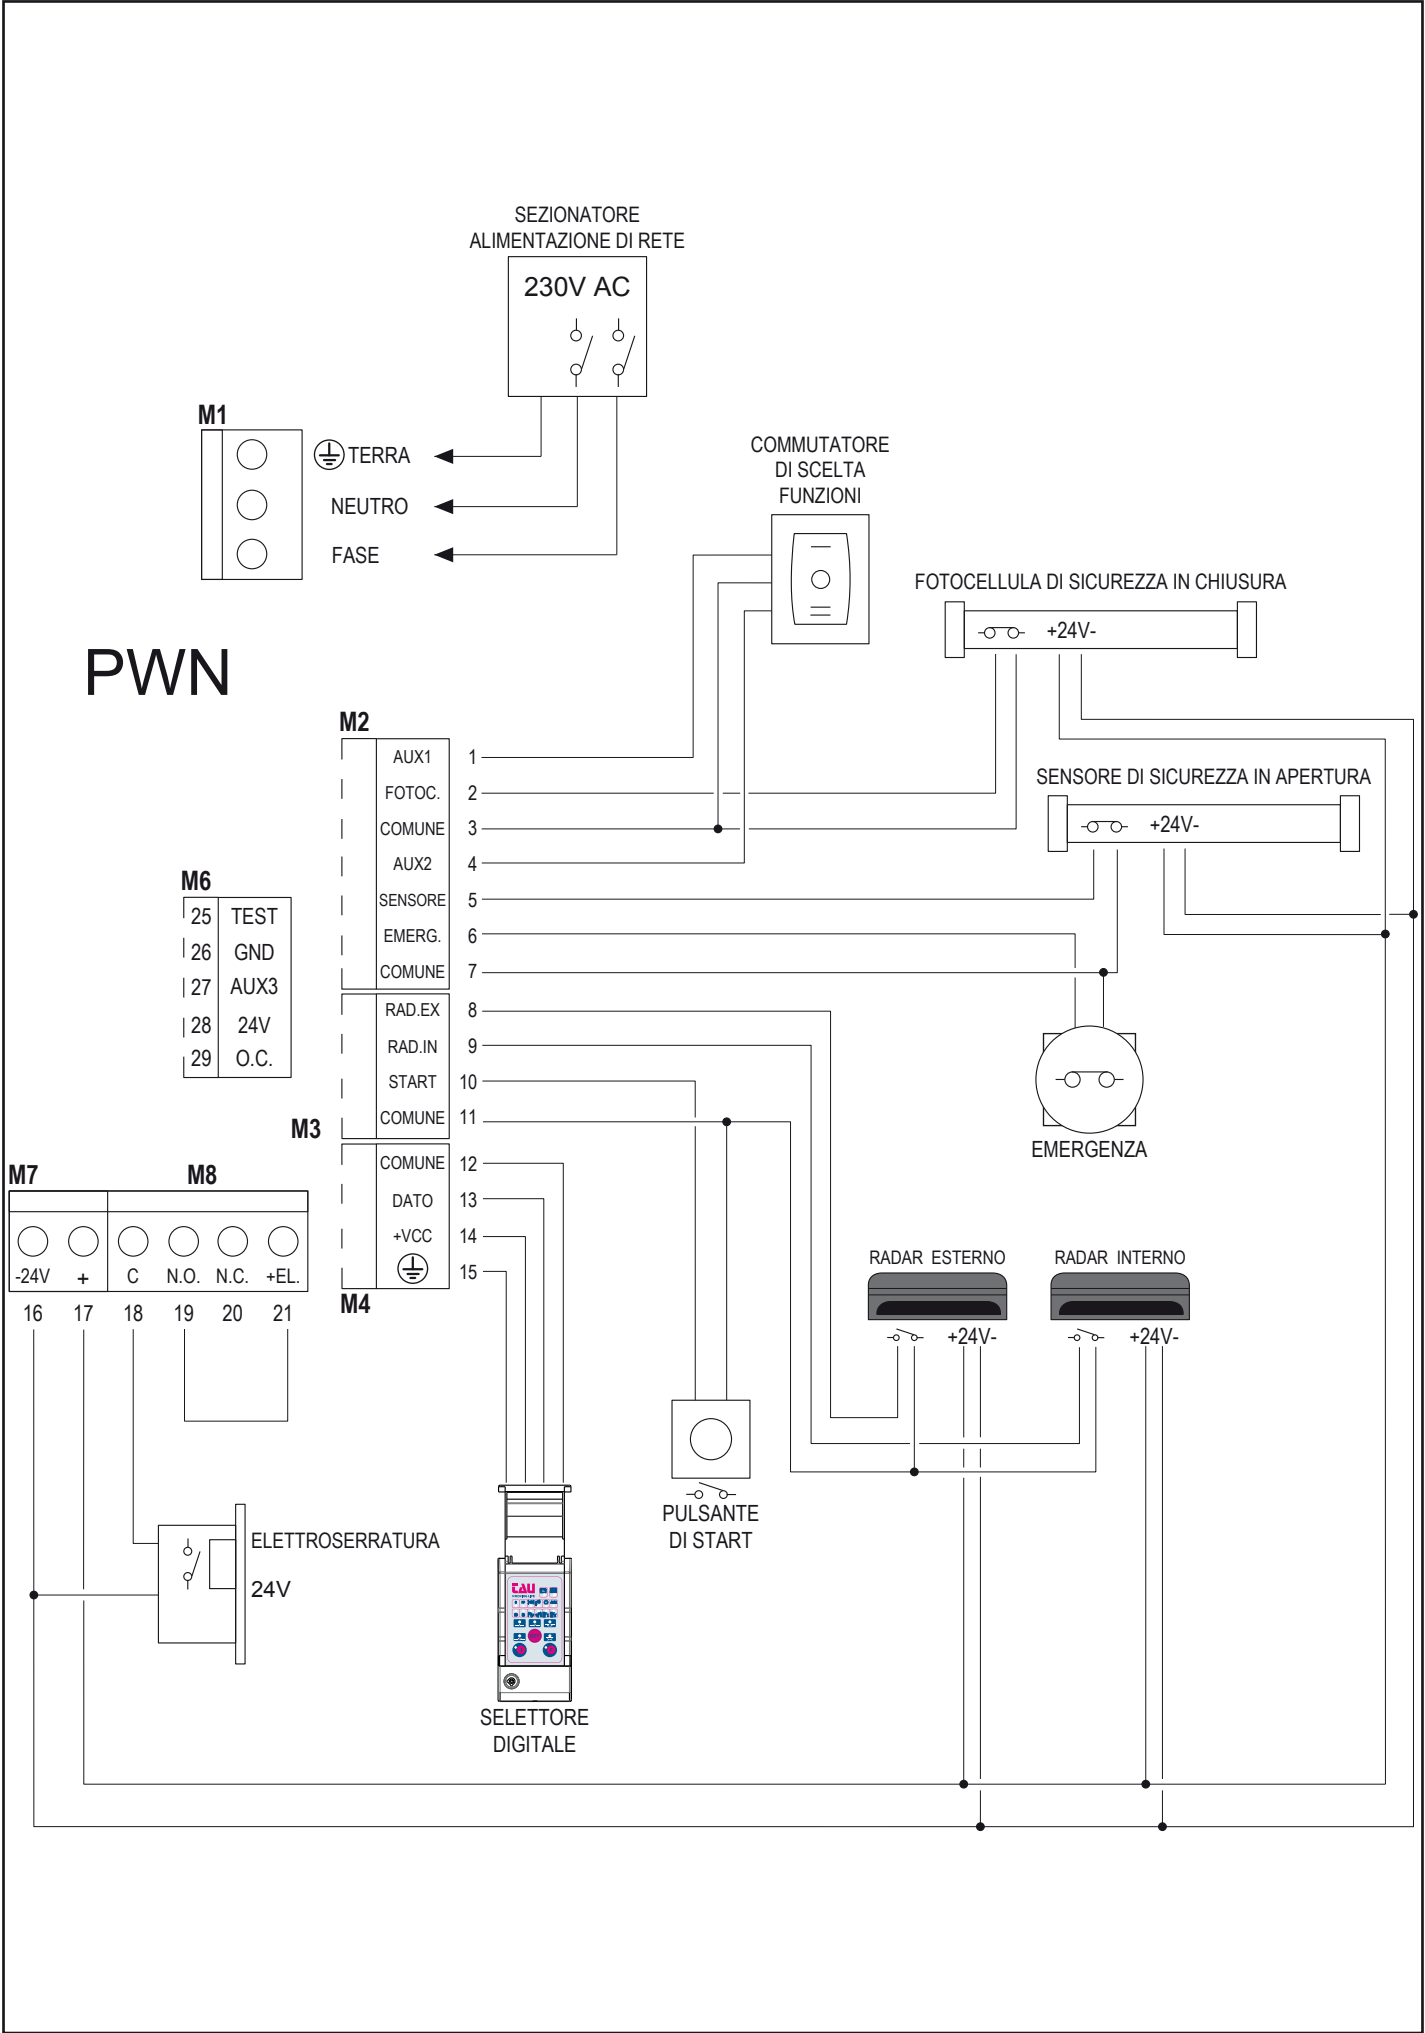 SEZIONATORE
ALIMENTAZIONE DI RETE
230V AC
M1
TERRA
NEUTRO
FASE
COMMUTATORE
DI SCELTA
FUNZIONI
FOTOCELLULA DI SICUREZZA IN CHIUSURA
+24V-
PWN
SENSORE DI SICUREZZA IN APERTURA
+24V-
M2
AUX1 1
FOTOC. 2
COMUNE 3
AUX2 4
SENSORE 5
EMERG. 6
COMUNE 7
M6
25 TEST
26 GND
27 AUX3
28 24V
29 O.C.
RAD.EX 8
RAD.IN 9
START 10
COMUNE 11
M3
EMERGENZA
COMUNE 12
DATO 13
+VCC 14
15
M4
M7 M8
-24V + C N.O. N.C. +EL.
16 17 18 19 20 21
RADAR ESTERNO
+24V-
RADAR INTERNO
+24V-
PULSANTE
DI START
ELETTROSERRATURA
24V
tau
SELETTORE
DIGITALE